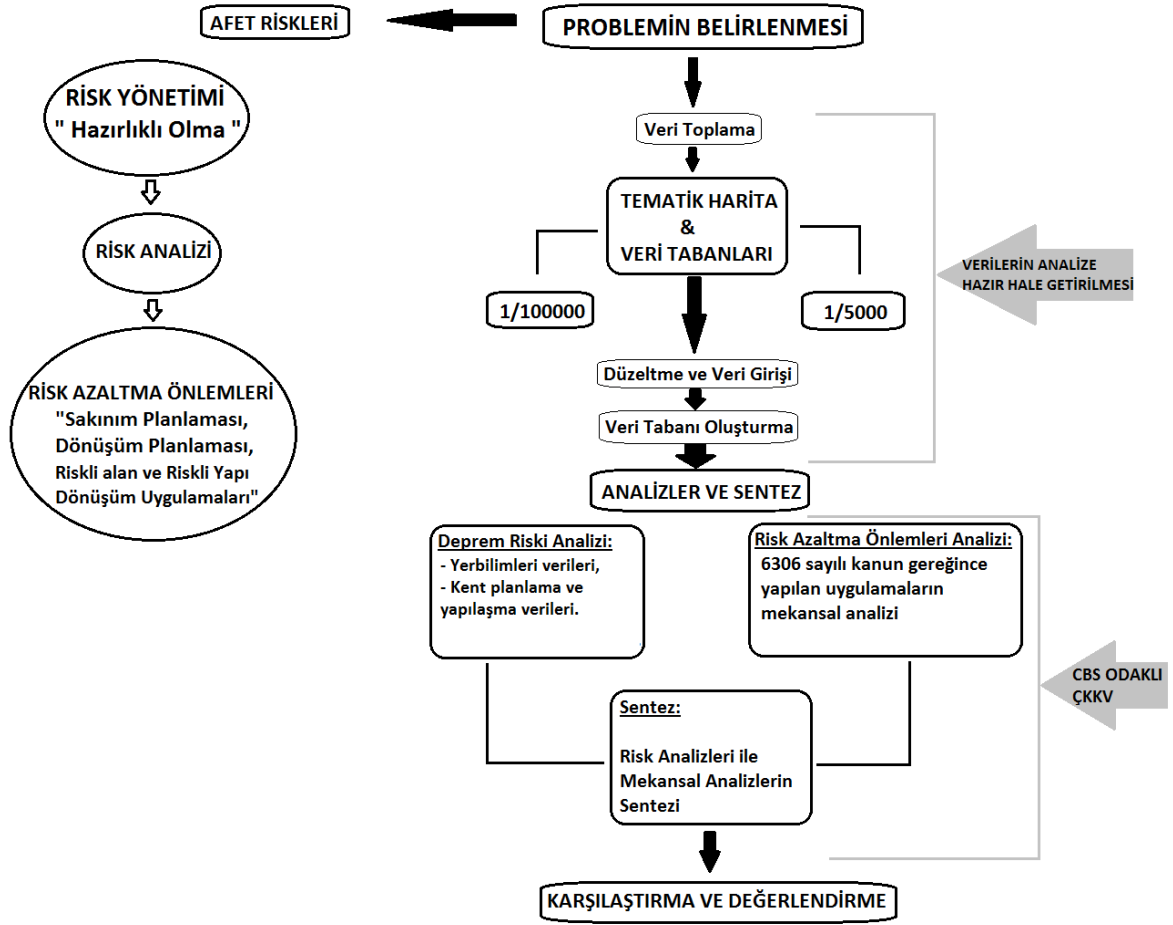 AFET RİSKLERİ
PROBLEMİN BELİRLENMESİ
RİSK YÖNETİMİ
" Hazırlıklı Olma "
RİSK ANALİZİ
RİSK AZALTMA ÖNLEMLERİ
"Sakınım Planlaması,
Dönüşüm Planlaması,
Riskli alan ve Riskli Yapı
Dönüşüm Uygulamaları"
Veri Toplama
TEMATİK HARİTA
&
VERİ TABANLARI
1/100000
1/5000
Düzeltme ve Veri Girişi
Veri Tabanı Oluşturma
VERİLERİN ANALİZE
HAZIR HALE GETİRİLMESİ
ANALİZLER VE SENTEZ
Deprem Riski Analizi:
- Yerbilimleri verileri,
- Kent planlama ve
yapılaşma verileri.
Risk Azaltma Önlemleri Analizi:
6306 sayılı kanun gereğince
yapılan uygulamaların
mekansal analizi
CBS ODAKLI
ÇKKV
Sentez:
Risk Analizleri ile
Mekansal Analizlerin
Sentezi
KARŞILAŞTIRMA VE DEĞERLENDİRME